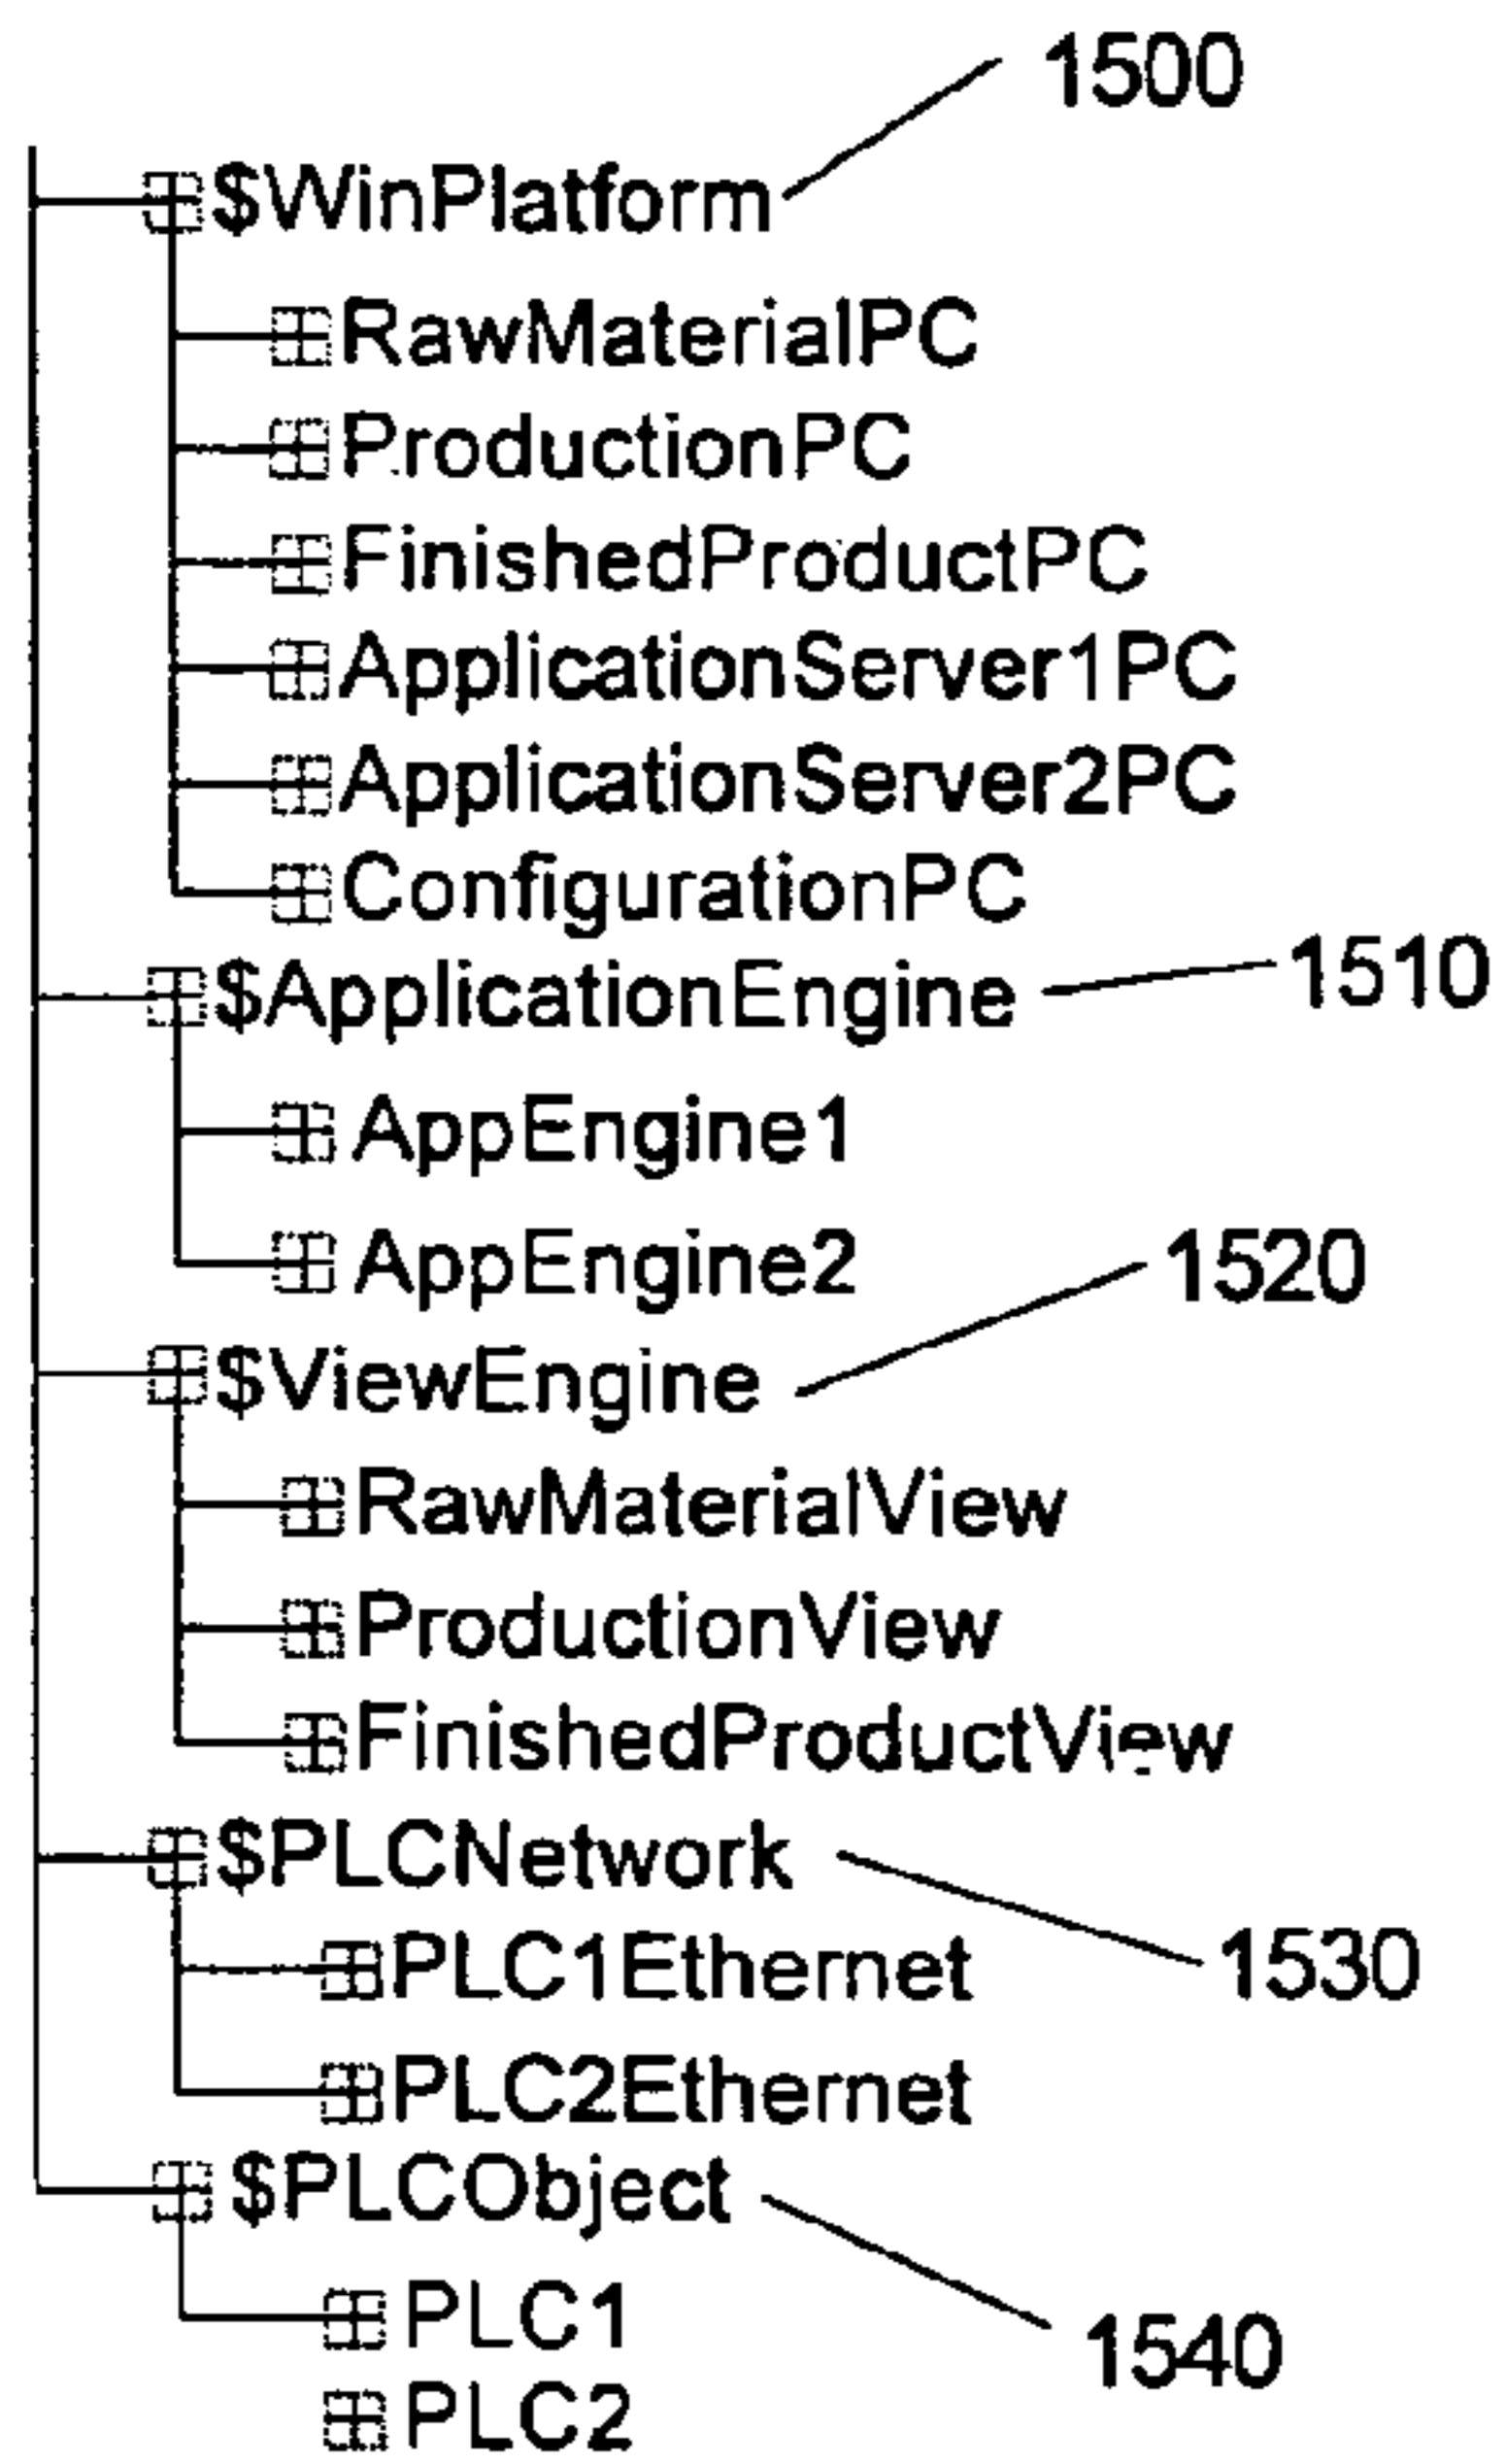 1500
$WinPlatform
RawMaterialPC
ProductionPC
FinishedProductPC
ApplicationServer1PC
ApplicationServer2PC
ConfigurationPC
$ApplicationEngine
1510
AppEngine1
AppEngine2
1520
$ViewEngine
RawMaterialView
ProductionView
FinishedProductView
$PLCNetwork
1530
PLC1Ethernet
PLC2Ethernet
$PLCObject
PLC1
1540
PLC2